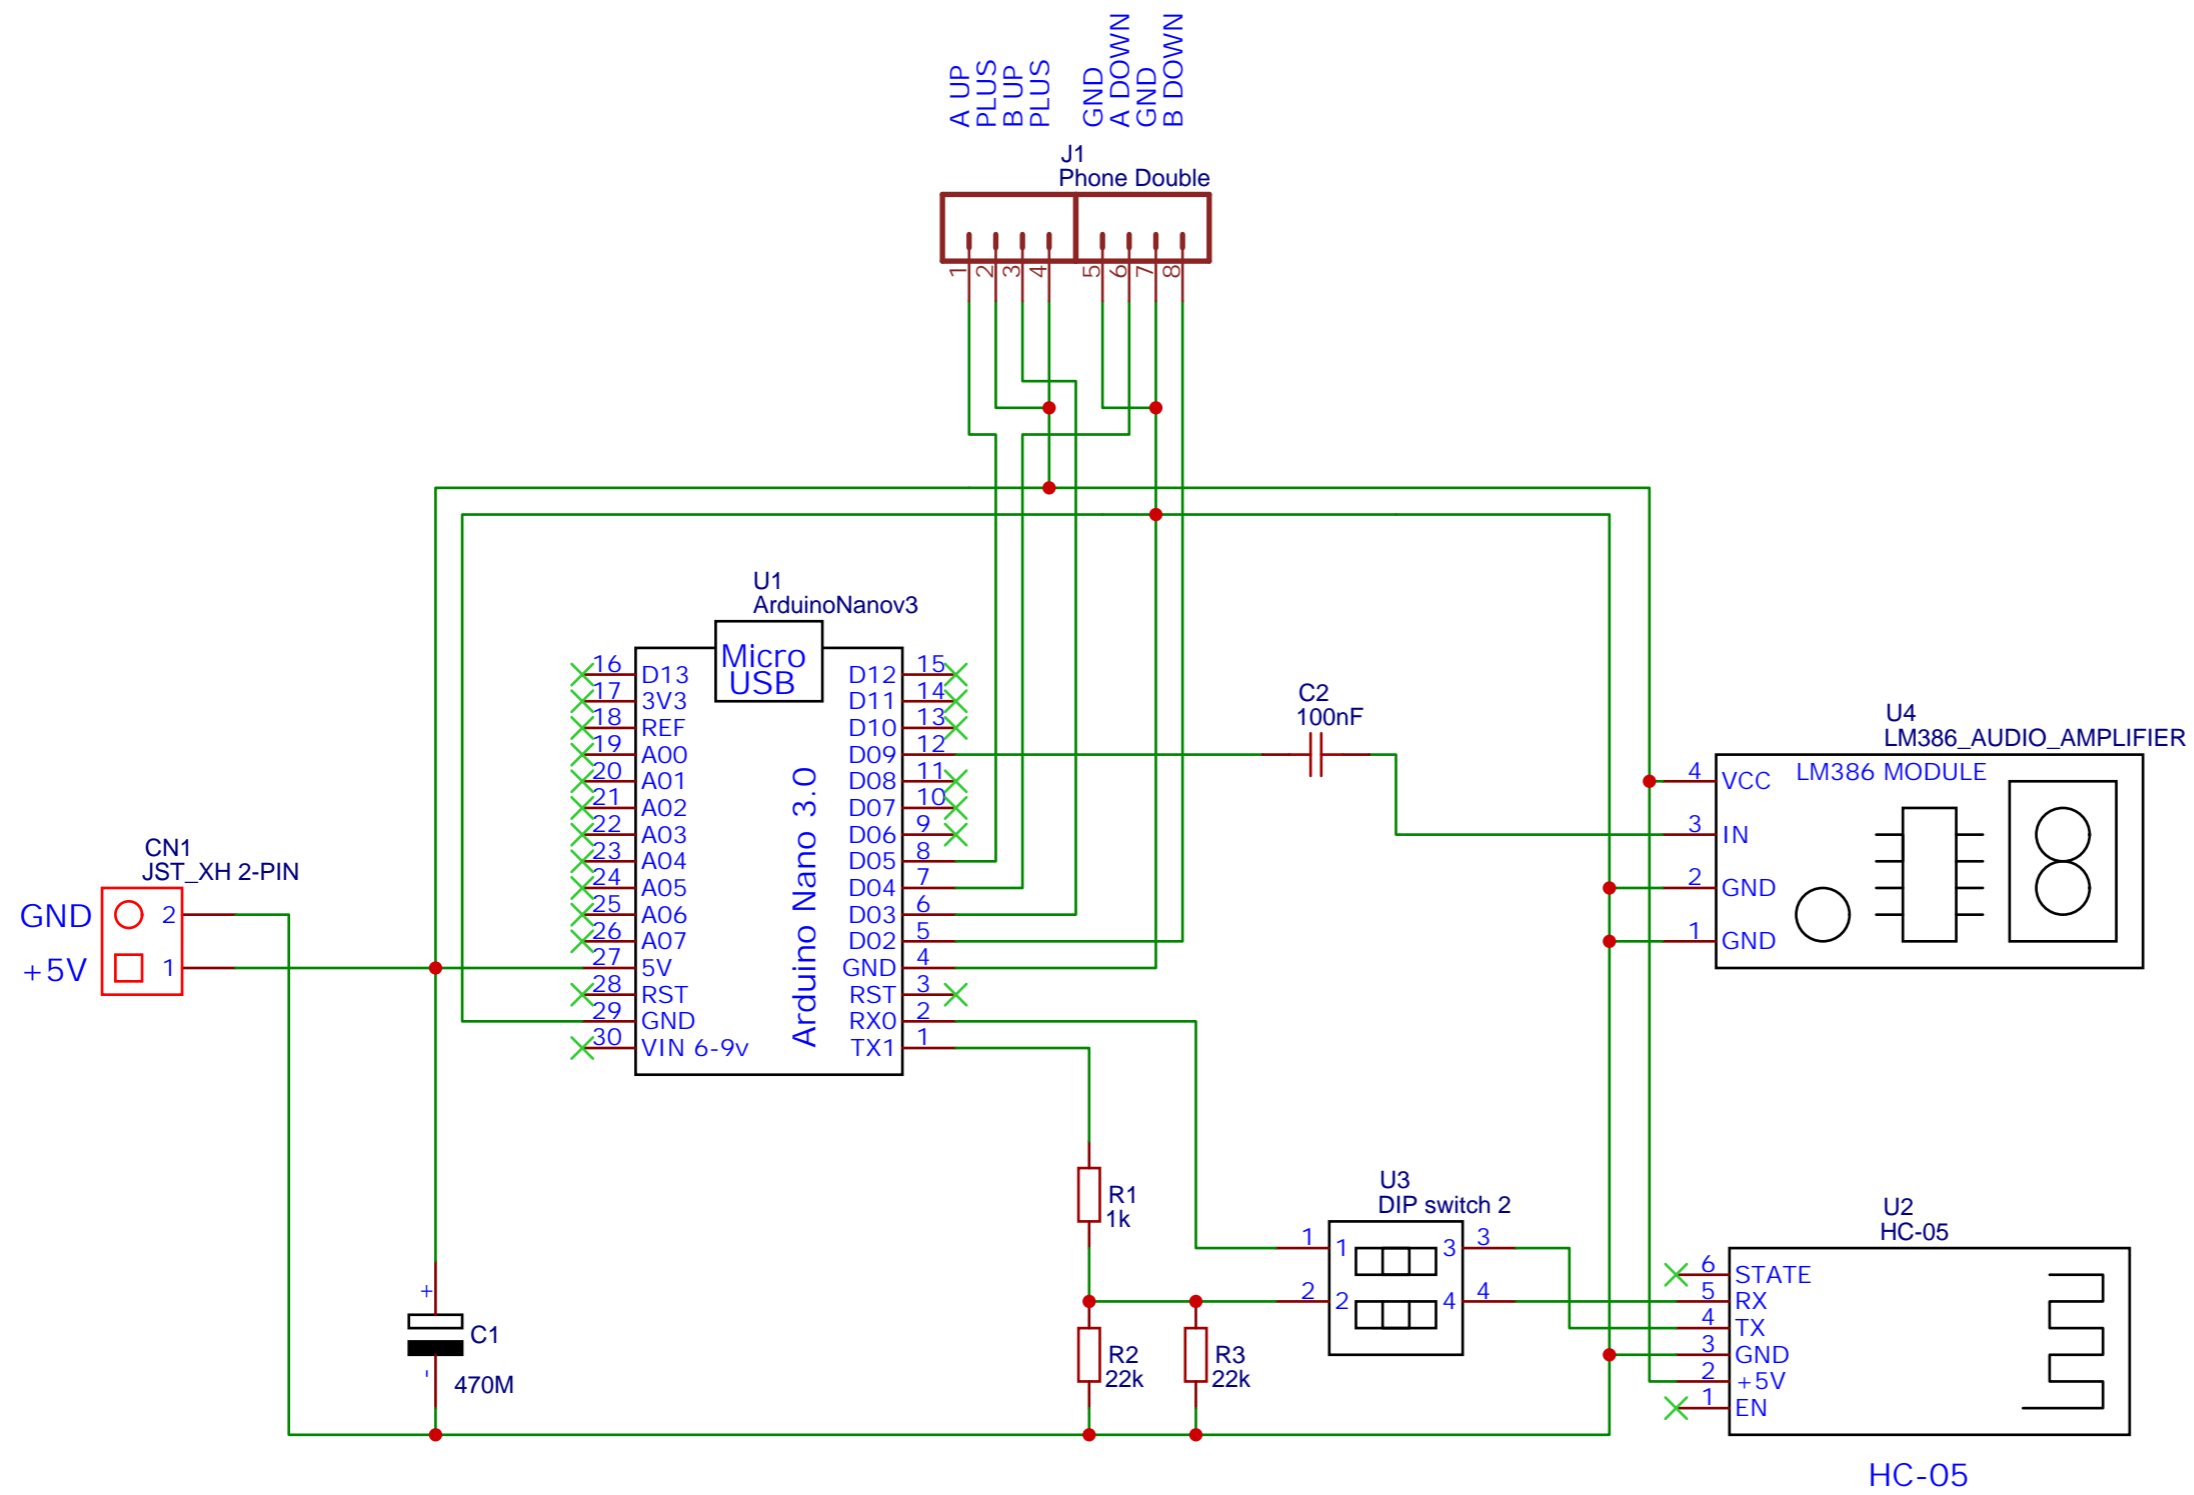 A UP
PLUS
B UP
PLUS
GND
A DOWN
GND
B DOWN
J1
Phone Double
1
2
3
4
5
6
7
8
U1
ArduinoNanov3
Micro
USB
Arduino Nano 3.0
16 D13
17 3V3
18 REF
19 A00
20 A01
21 A02
22 A03
23 A04
24 A05
25 A06
26 A07
27 5V
28 RST
29 GND
30 VIN 6-9v
D12 15
D11 14
D10 13
D09 12
D08 11
D07 10
D06 9
D05 8
D04 7
D03 6
D02 5
GND 4
RST 3
RX0 2
TX1 1
C2
100nF
U4
LM386_AUDIO_AMPLIFIER
LM386 MODULE
4 VCC
3 IN
2 GND
1 GND
CN1
JST_XH 2-PIN
GND 2
+5V 1
+
C1
-
470M
R1
1k
R2
22k
R3
22k
U3
DIP switch 2
1 1 3 3
2 2 4 4
U2
HC-05
6 STATE
5 RX
4 TX
3 GND
2 +5V
1 EN
HC-05